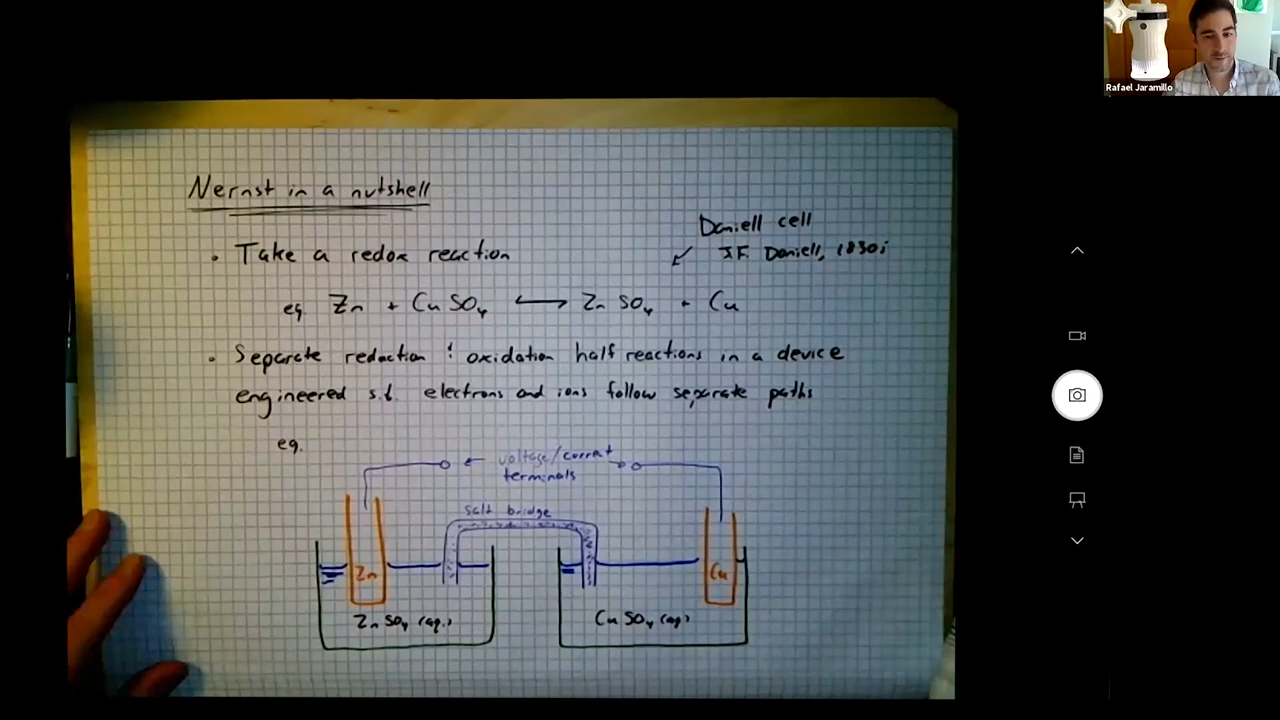 Rafael Jaramillo
Nernst in a nutshell
Daniell cell
J.F. Daniell, 1830s
• Take a redox reaction
eg. Zn + CuSO₄ ⟷ ZnSO₄ + Cu
• Separate reduction & oxidation half reactions in a device
engineered s.t. electrons and ions follow separate paths
eg.
voltage/current
terminals
salt bridge
Zn
Cu
ZnSO₄ (aq.)
CuSO₄ (aq)